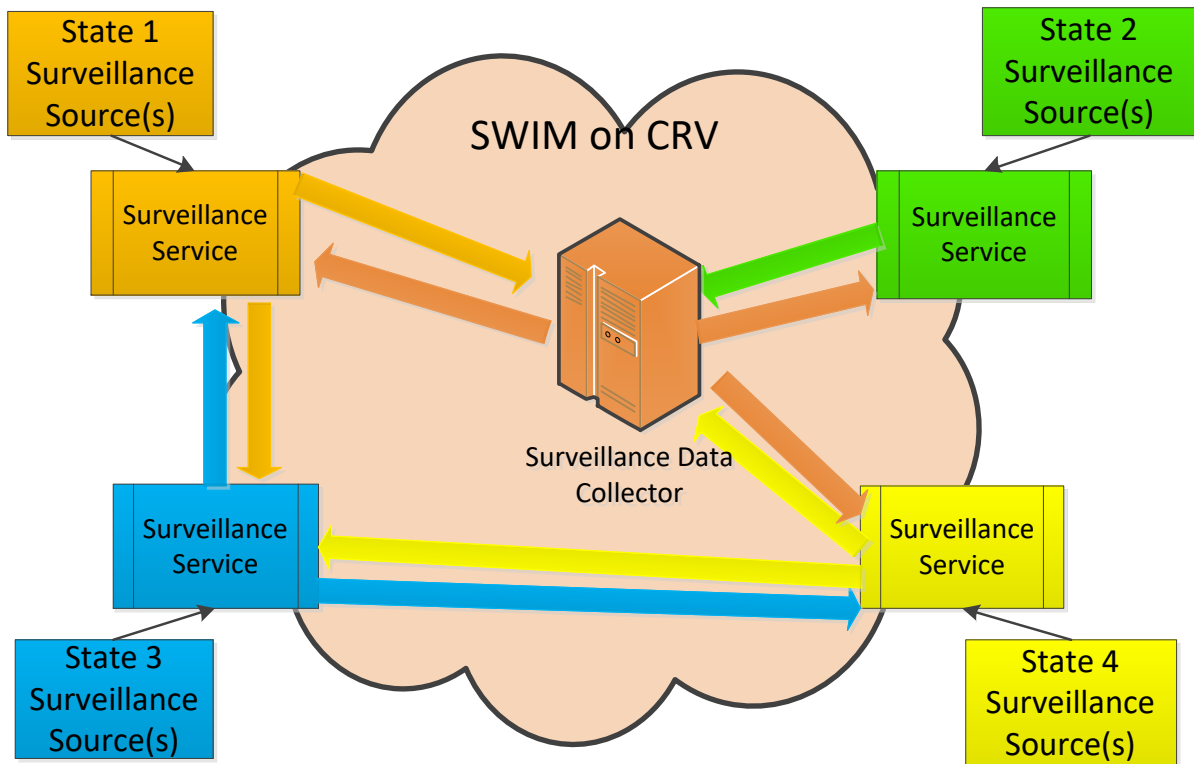 State 1
Surveillance
Source(s)
State 2
Surveillance
Source(s)
SWIM on CRV
Surveillance
Service
Surveillance
Service
Surveillance Data
Collector
Surveillance
Service
Surveillance
Service
State 3
Surveillance
Source(s)
State 4
Surveillance
Source(s)